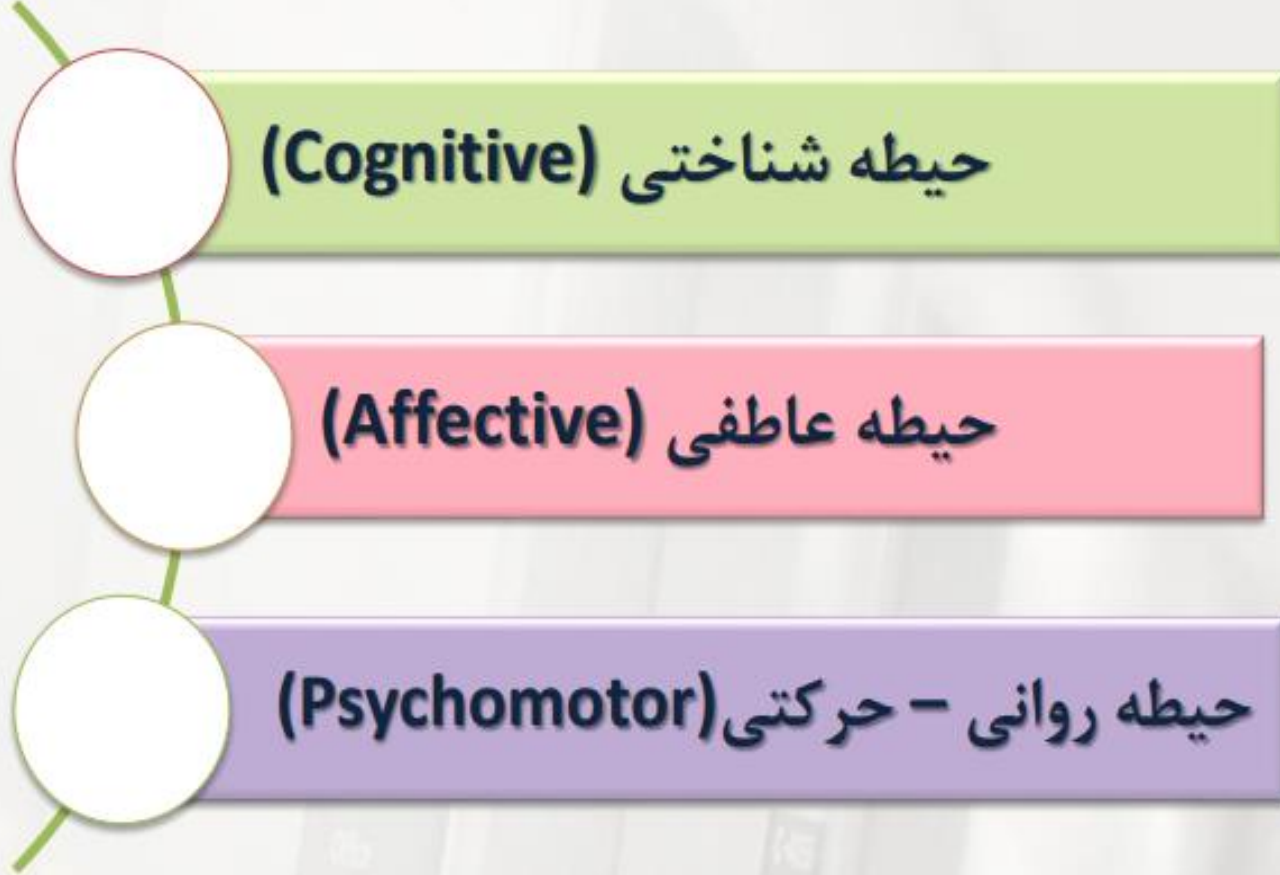 حیطه شناختی (Cognitive)
حیطه عاطفی (Affective)
حیطه روانی – حرکتی(Psychomotor)